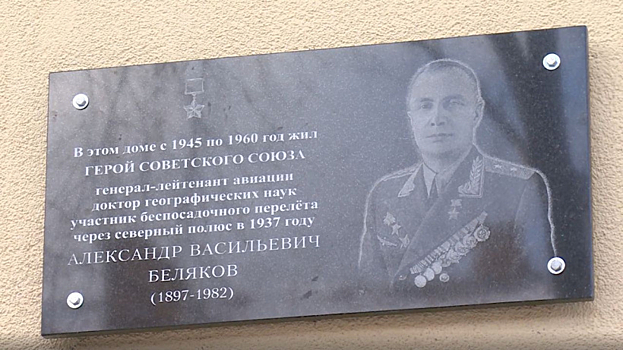 В этом доме с 1945 по 1960 год жил
ГЕРОЙ СОВЕТСКОГО СОЮЗА
генерал-лейтенант авиации
доктор географических наук
участник беспосадочного перелёта
через северный полюс в 1937 году
АЛЕКСАНДР ВАСИЛЬЕВИЧ
БЕЛЯКОВ
(1897-1982)